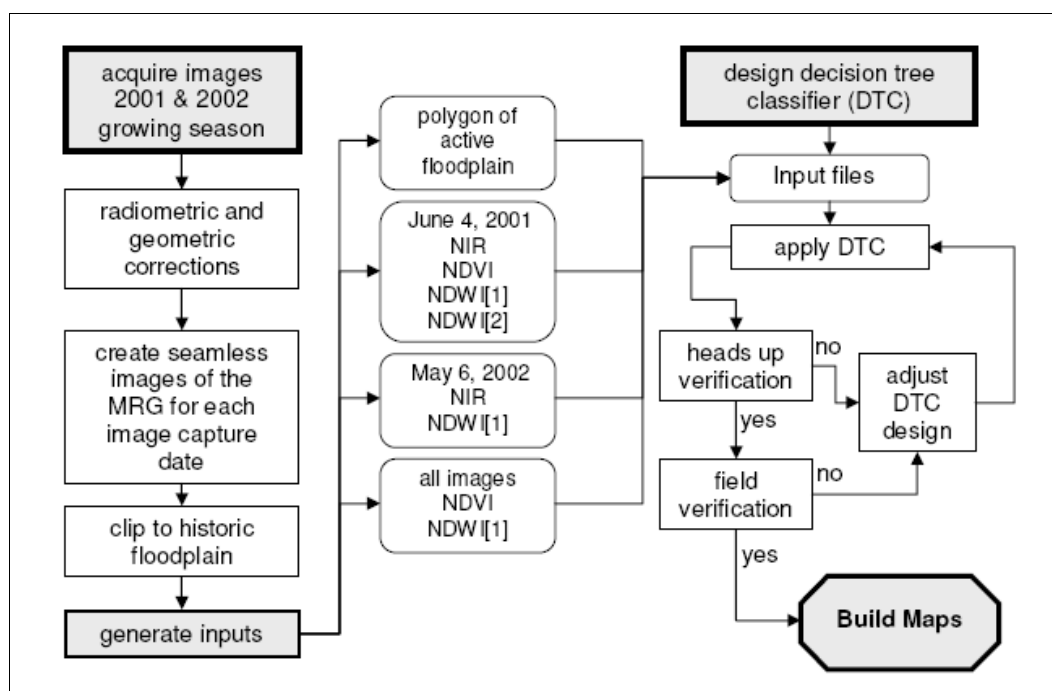 acquire images
2001 & 2002
growing season
radiometric and
geometric
corrections
create seamless
images of the
MRG for each
image capture
date
clip to historic
floodplain
generate inputs
polygon of
active
floodplain
June 4, 2001
NIR
NDVI
NDWI[1]
NDWI[2]
May 6, 2002
NIR
NDWI[1]
all images
NDVI
NDWI[1]
design decision tree
classifier (DTC)
Input files
apply DTC
heads up
verification
no
yes
adjust
DTC
design
field
verification
no
yes
Build Maps